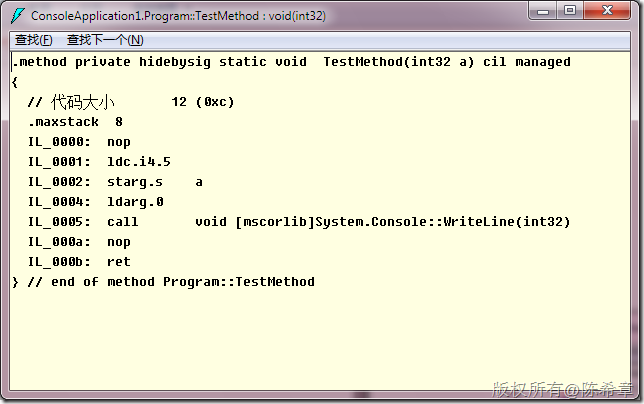 ConsoleApplication1.Program::TestMethod : void(int32)
查找(F) 查找下一个(N)
.method private hidebysig static void  TestMethod(int32 a) cil managed
{
  // 代码大小       12 (0xc)
  .maxstack  8
  IL_0000:  nop
  IL_0001:  ldc.i4.5
  IL_0002:  starg.s    a
  IL_0004:  ldarg.0
  IL_0005:  call       void [mscorlib]System.Console::WriteLine(int32)
  IL_000a:  nop
  IL_000b:  ret
} // end of method Program::TestMethod
版权所有@陈希章